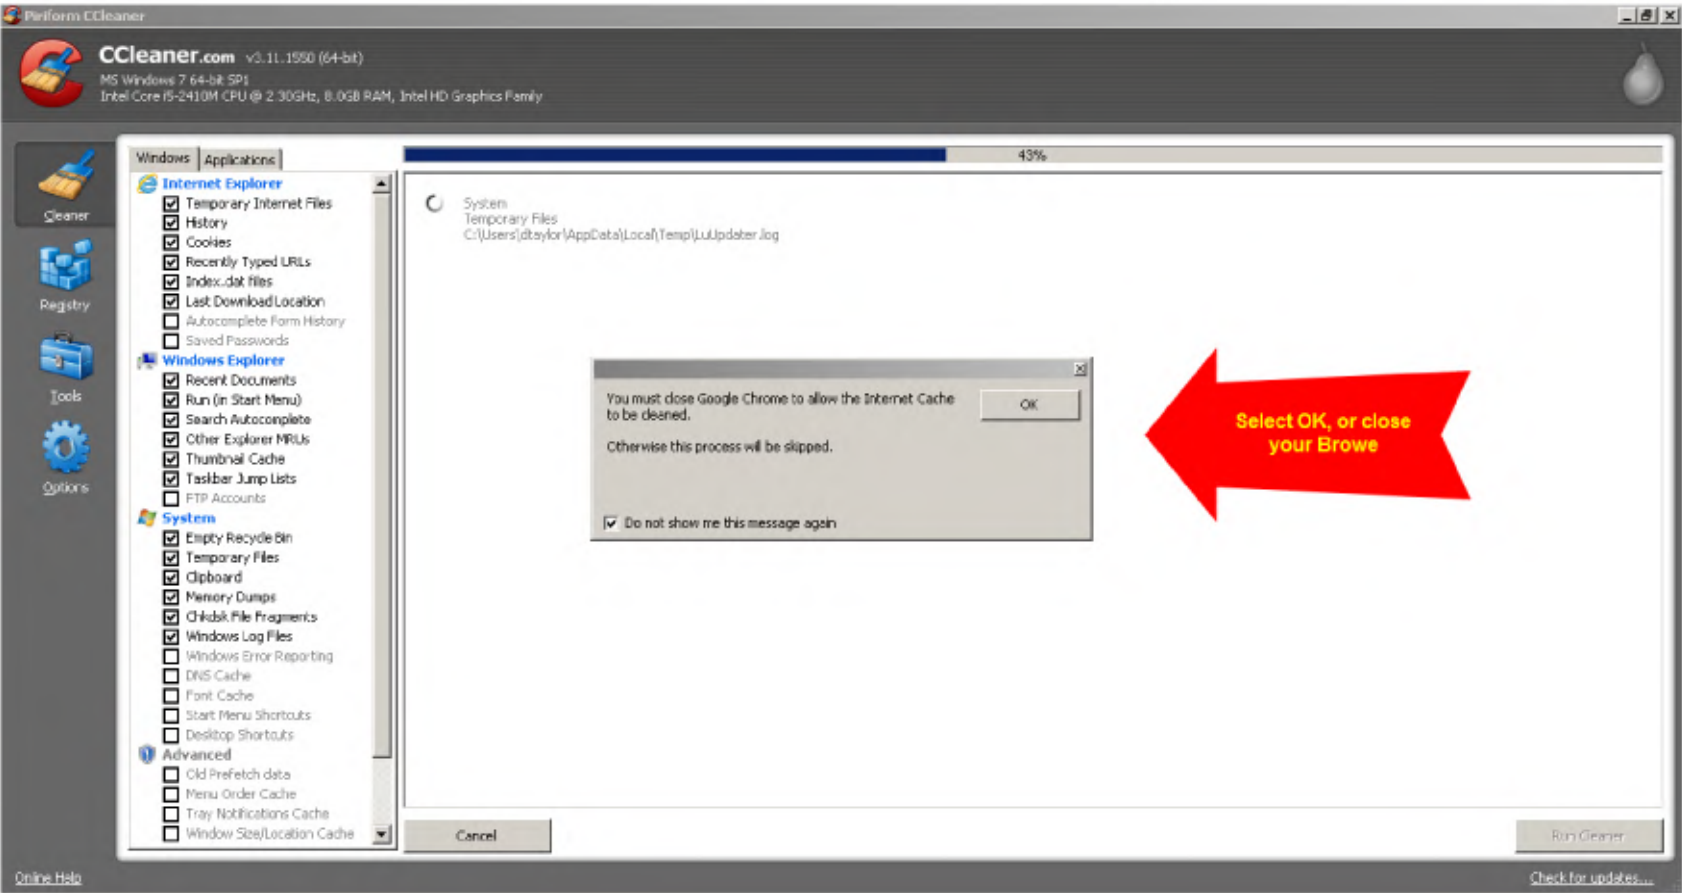 Piriform CCleaner
CCleaner.com v3.11.1550 (64-bit)
MS Windows 7 64-bit SP1
Intel Core i5-2410M CPU @ 2.30GHz, 8.0GB RAM, Intel HD Graphics Family
Cleaner
Registry
Tools
Options
Windows Applications
Internet Explorer
Temporary Internet Files
History
Cookies
Recently Typed URLs
Index.dat files
Last Download Location
Autocomplete Form History
Saved Passwords
Windows Explorer
Recent Documents
Run (in Start Menu)
Search Autocomplete
Other Explorer MRUs
Thumbnail Cache
Taskbar Jump Lists
FTP Accounts
System
Empty Recycle Bin
Temporary Files
Clipboard
Memory Dumps
Chkdsk File Fragments
Windows Log Files
Windows Error Reporting
DNS Cache
Font Cache
Start Menu Shortcuts
Desktop Shortcuts
Advanced
Old Prefetch data
Menu Order Cache
Tray Notifications Cache
Window Size/Location Cache
43%
System
Temporary Files
C:\Users\dtaylor\AppData\Local\Temp\LuUpdater.log
You must close Google Chrome to allow the Internet Cache
to be cleaned.
OK
Otherwise this process will be skipped.
Do not show me this message again
Select OK, or close
your Browe
Cancel
Run Cleaner
Online Help
Check for updates...